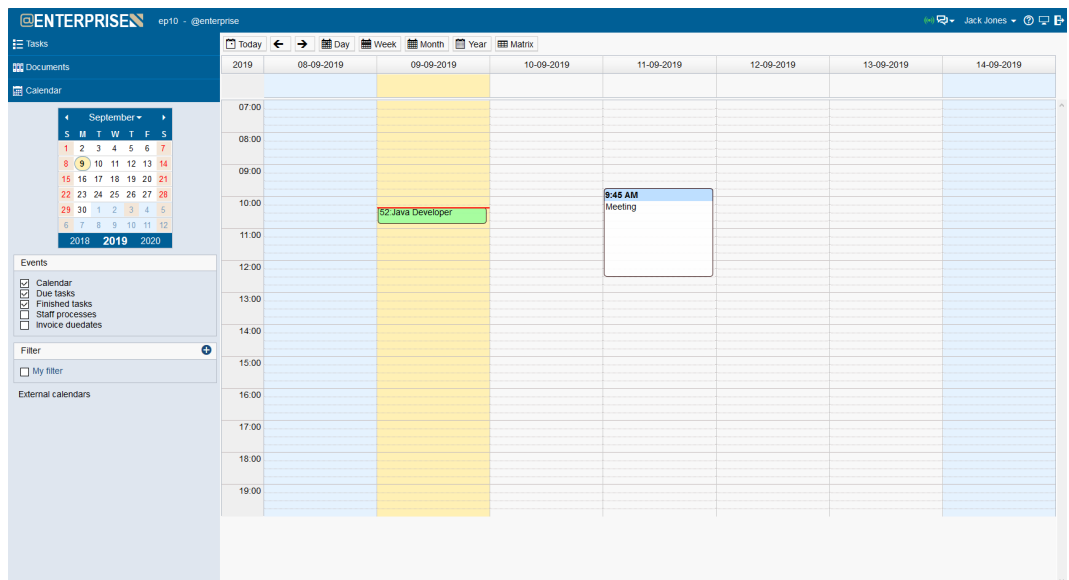 @ENTERPRISE ep10 - @enterprise Jack Jones
Tasks
Documents
Calendar
September
S M T W T F S
1 2 3 4 5 6 7
8 9 10 11 12 13 14
15 16 17 18 19 20 21
22 23 24 25 26 27 28
29 30 1 2 3 4 5
6 7 8 9 10 11 12
2018 2019 2020
Events
Calendar
Due tasks
Finished tasks
Staff processes
Invoice duedates
Filter
My filter
External calendars
Today Day Week Month Year Matrix
2019 08-09-2019 09-09-2019 10-09-2019 11-09-2019 12-09-2019 13-09-2019 14-09-2019
07:00
08:00
09:00
9:45 AM
10:00
Meeting
52:Java Developer
11:00
12:00
13:00
14:00
15:00
16:00
17:00
18:00
19:00